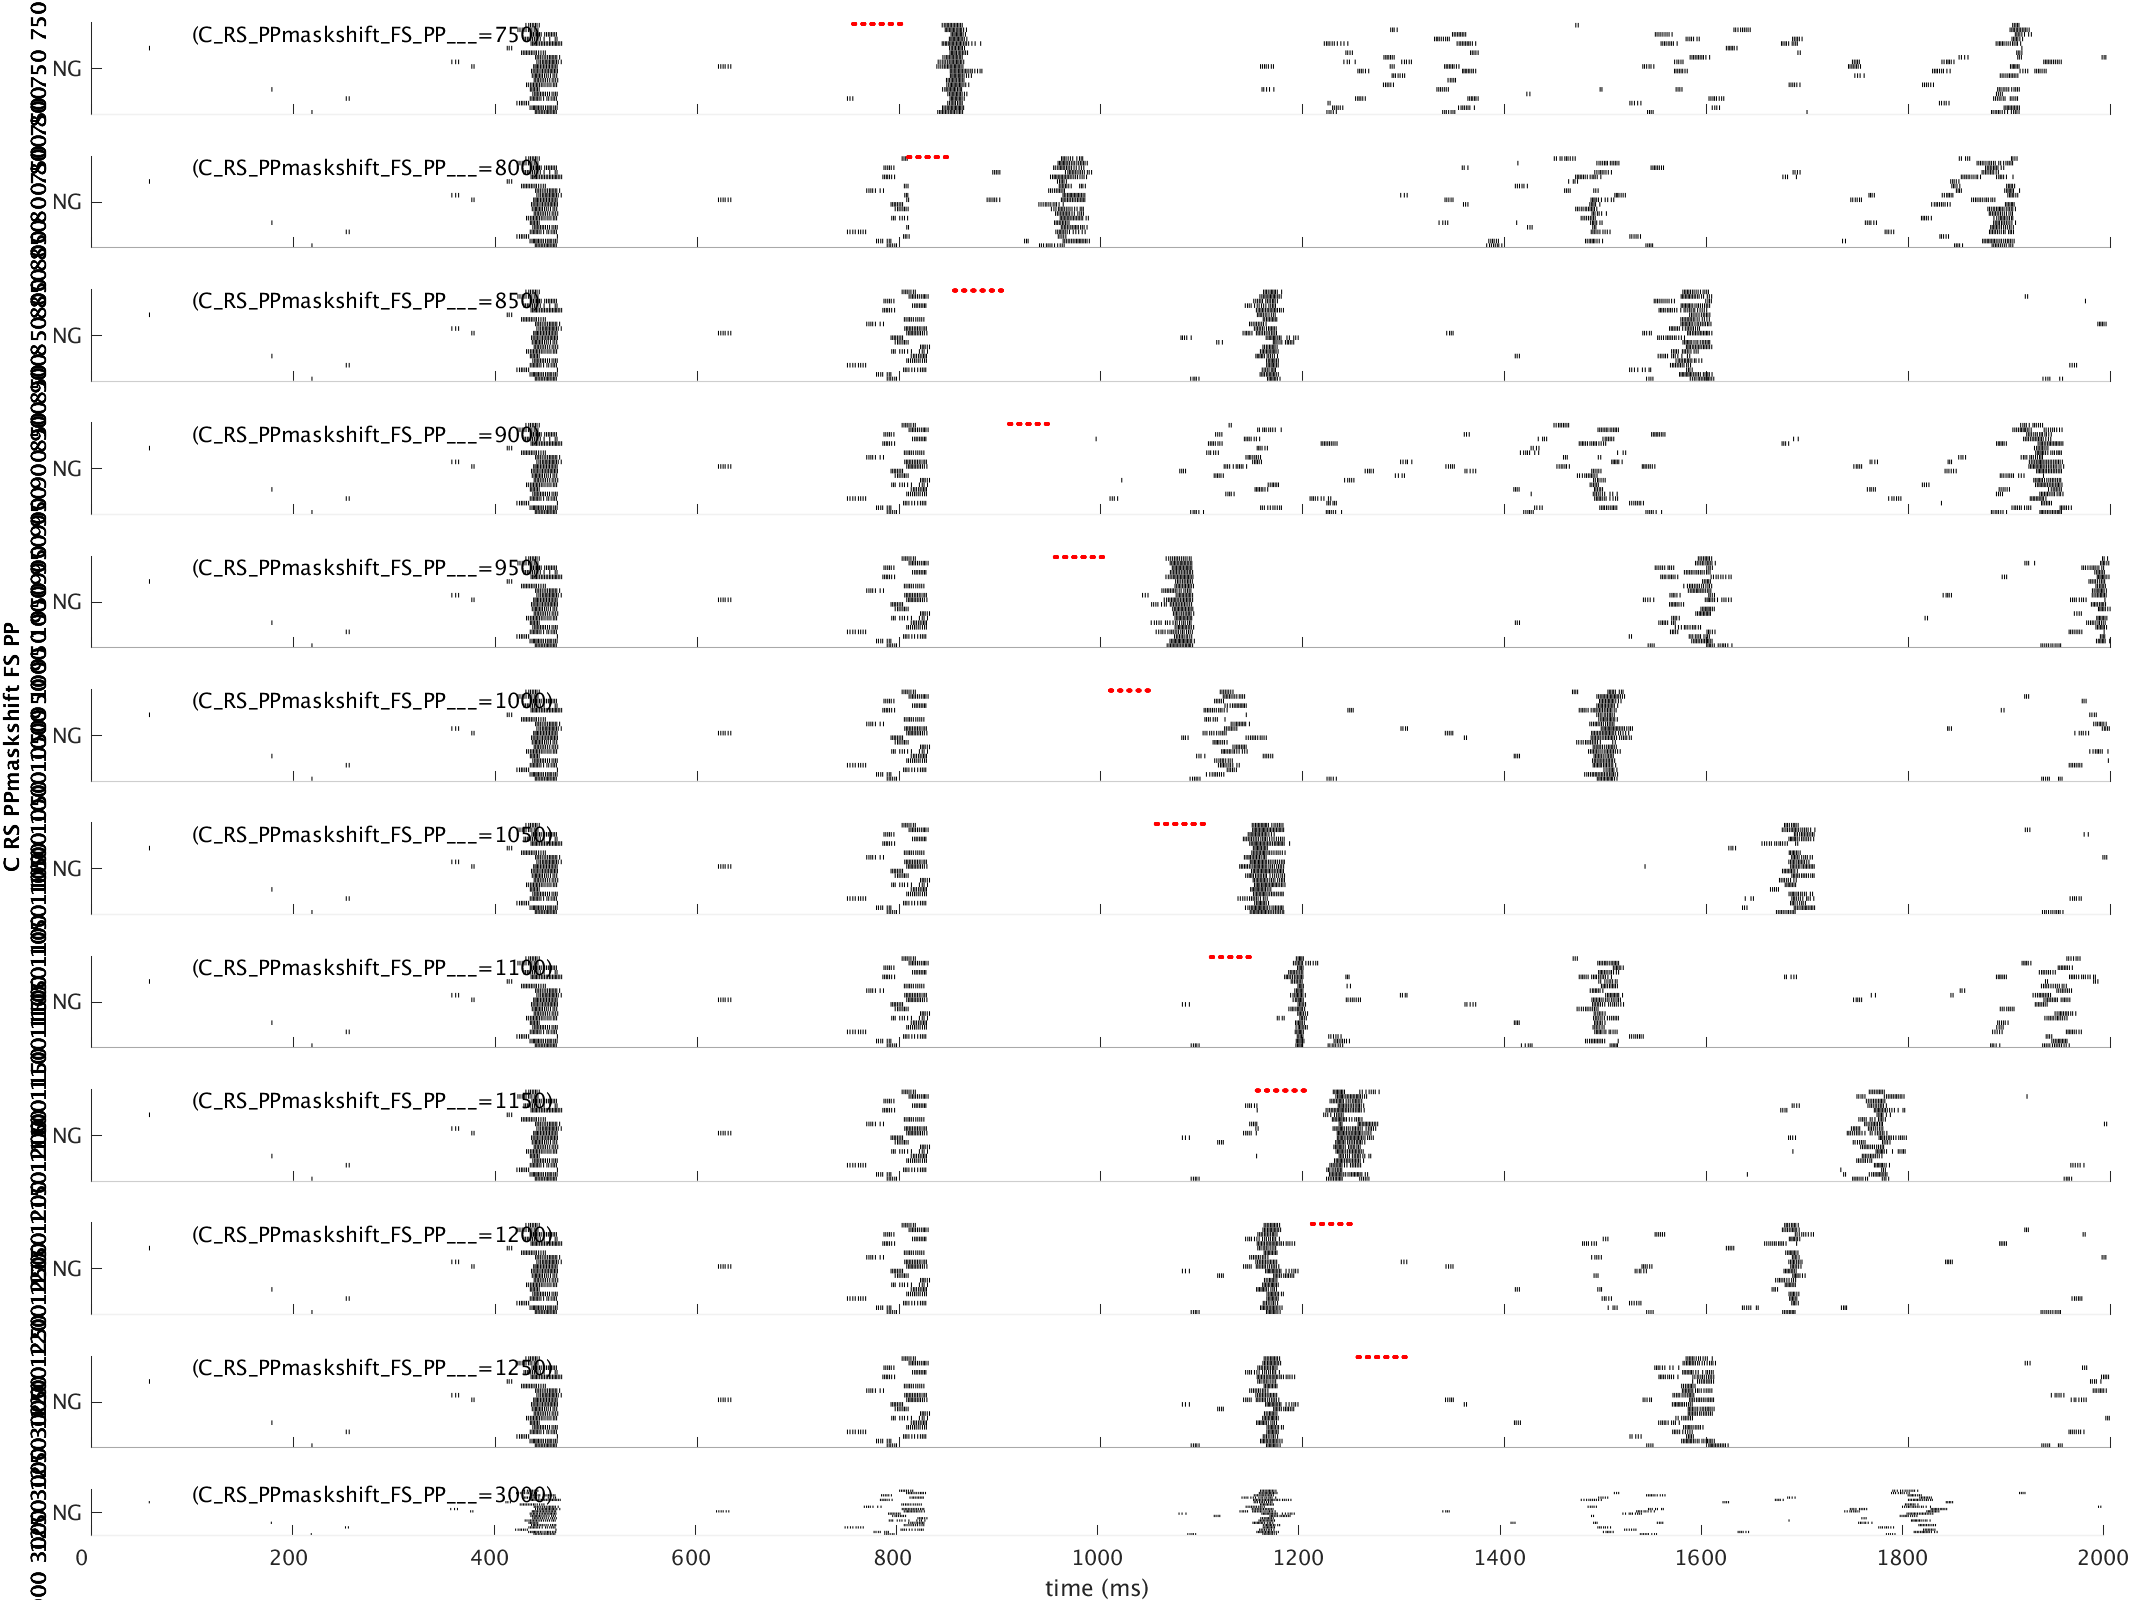 (C_RS_PPmaskshift_FS_PP___=750)
NG
(C_RS_PPmaskshift_FS_PP___=800)
NG
(C_RS_PPmaskshift_FS_PP___=850)
NG
(C_RS_PPmaskshift_FS_PP___=900)
NG
(C_RS_PPmaskshift_FS_PP___=950)
NG
(C_RS_PPmaskshift_FS_PP___=1000)
NG
(C_RS_PPmaskshift_FS_PP___=1050)
NG
(C_RS_PPmaskshift_FS_PP___=1100)
NG
(C_RS_PPmaskshift_FS_PP___=1150)
NG
(C_RS_PPmaskshift_FS_PP___=1200)
NG
(C_RS_PPmaskshift_FS_PP___=1250)
NG
(C_RS_PPmaskshift_FS_PP___=3000)
NG
C RS PPmaskshift FS PP
750
0 200 400 600 800 1000 1200 1400 1600 1800 2000
time (ms)